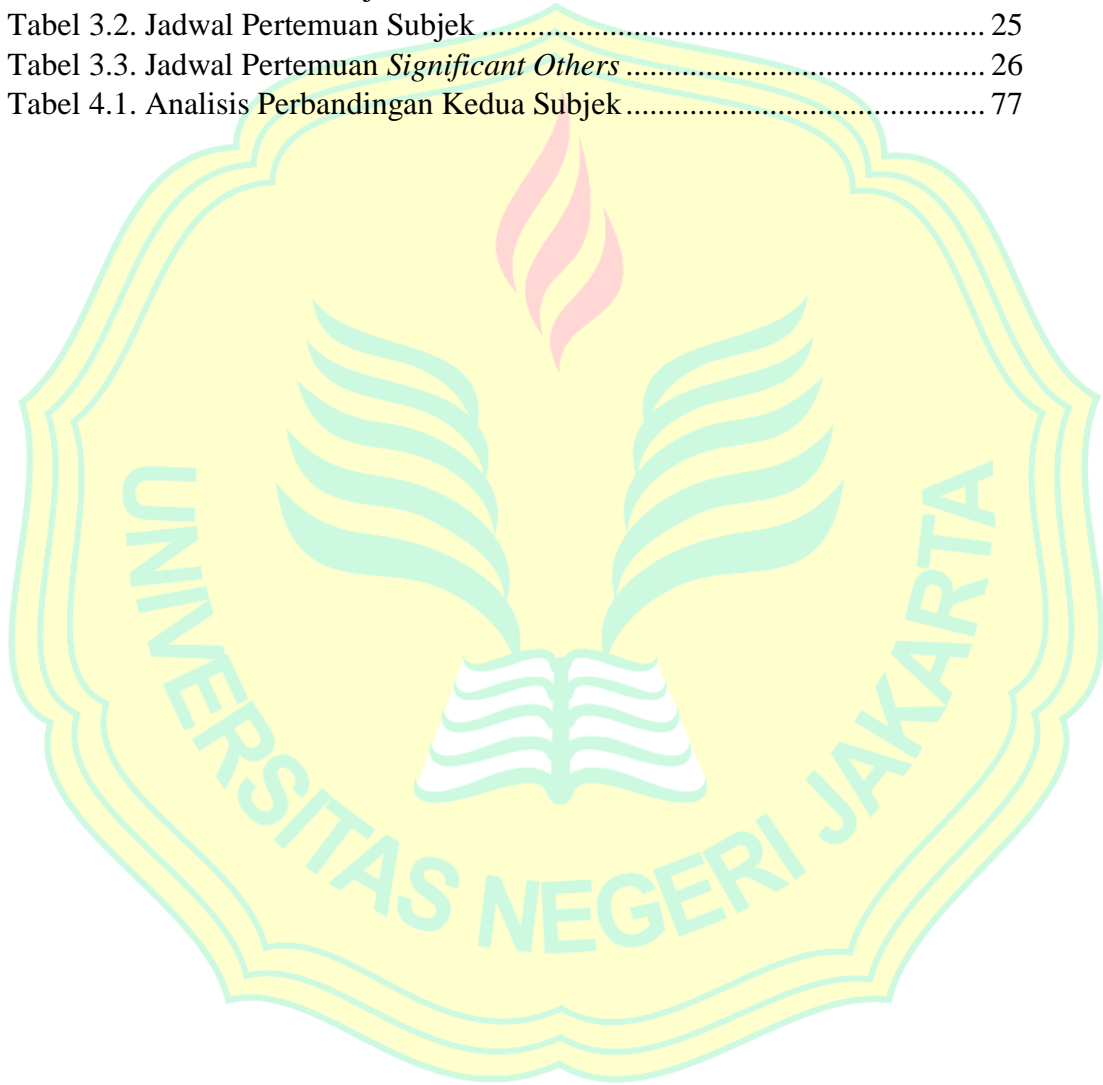 Tabel 3.2. Jadwal Pertemuan Subjek ............................................................... 25
Tabel 3.3. Jadwal Pertemuan Significant Others ............................................. 26
Tabel 4.1. Analisis Perbandingan Kedua Subjek ............................................. 77
UNIVERSITAS NEGERI JAKARTA